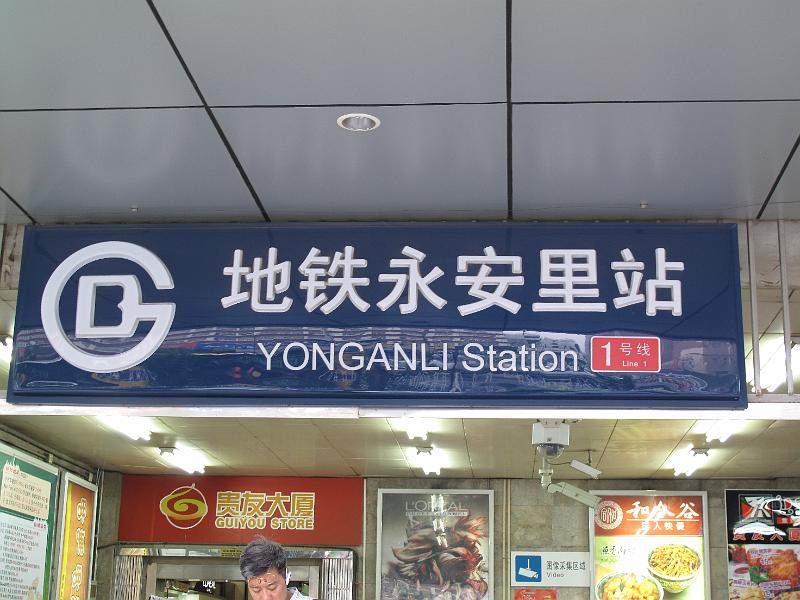 地铁永安里站
YONGANLI Station
1 号线
Line 1
贵友大厦
GUIYOU STORE
L'ORÉAL
图像采集区域
Video
和合谷